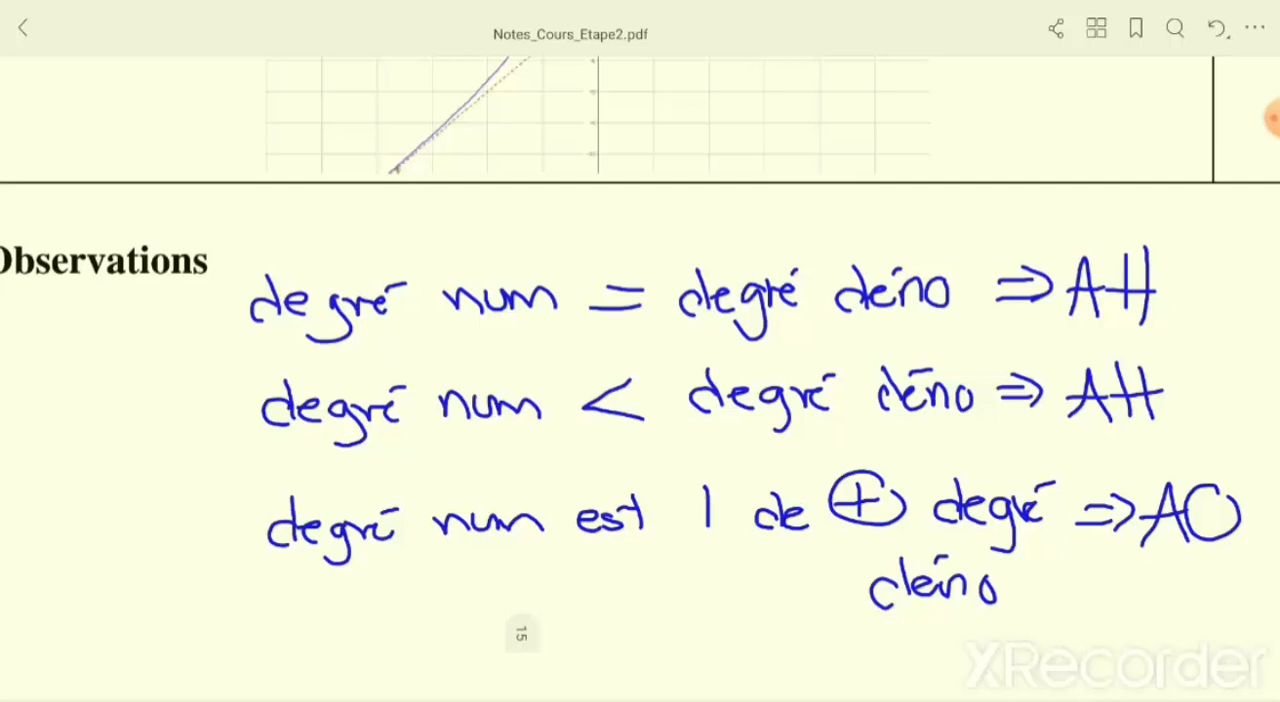 Notes_Cours_Etape2.pdf
Observations
degré num = degré déno ⇒ AH
degré num < degré déno ⇒ AH
degré num est 1 de ⊕ degré ⇒ AO
déno
15
XRecorder